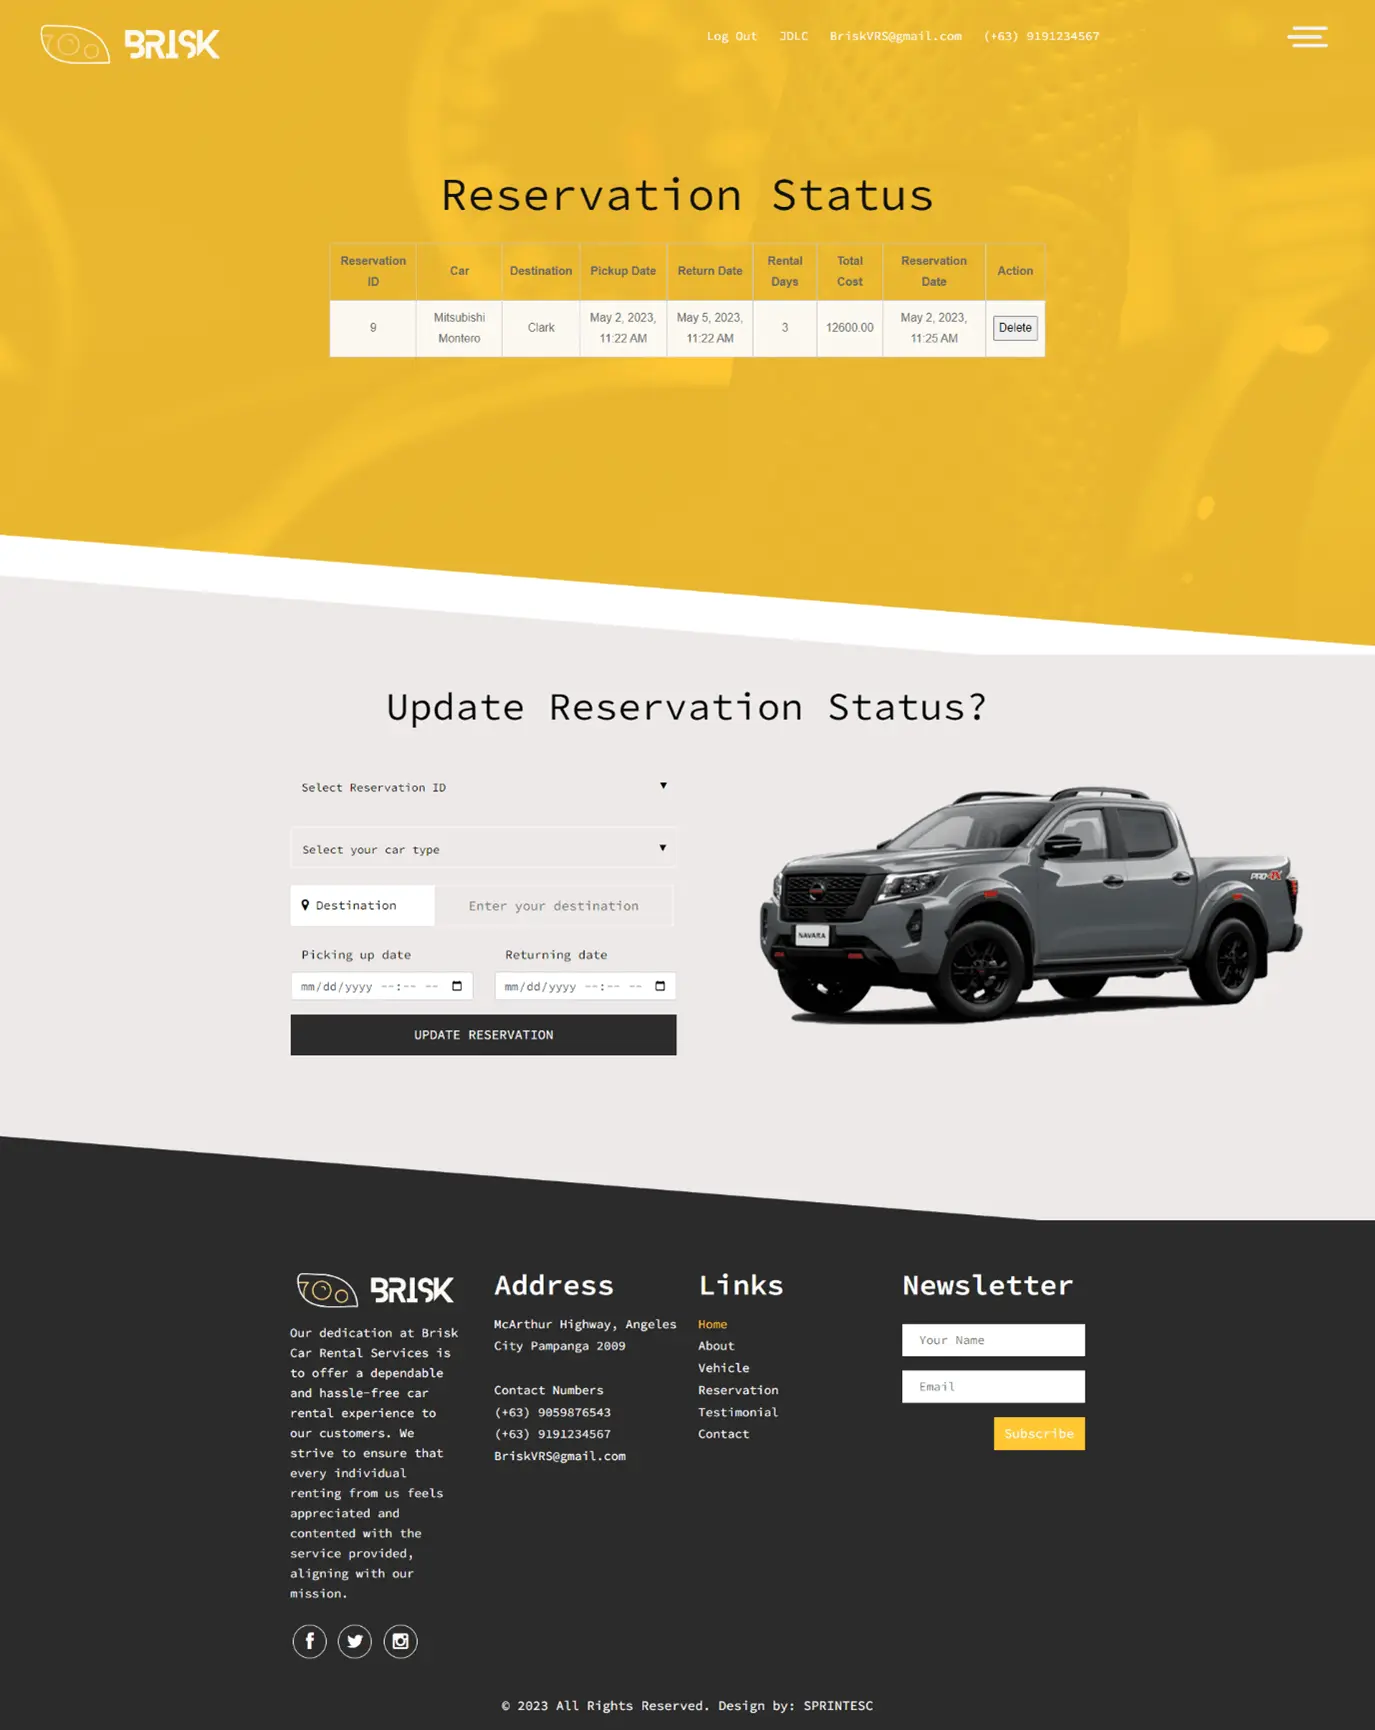 BRISK
Log Out JDLC BriskVRS@gmail.com (+63) 9191234567
Reservation Status
Reservation ID Car Destination Pickup Date Return Date Rental Days Total Cost Reservation Date Action
9 Mitsubishi Montero Clark May 2, 2023, 11:22 AM May 5, 2023, 11:22 AM 3 12600.00 May 2, 2023, 11:25 AM Delete
Update Reservation Status?
Select Reservation ID
Select your car type
Destination Enter your destination
Picking up date Returning date
mm/dd/yyyy --:-- -- mm/dd/yyyy --:-- --
UPDATE RESERVATION
NAVARA
PRO-4X
BRISK
Our dedication at Brisk
Car Rental Services is
to offer a dependable
and hassle-free car
rental experience to
our customers. We
strive to ensure that
every individual
renting from us feels
appreciated and
contented with the
service provided,
aligning with our
mission.
Address
McArthur Highway, Angeles
City Pampanga 2009
Contact Numbers
(+63) 9059876543
(+63) 9191234567
BriskVRS@gmail.com
Links
Home
About
Vehicle
Reservation
Testimonial
Contact
Newsletter
Your Name
Email
Subscribe
© 2023 All Rights Reserved. Design by: SPRINTESC